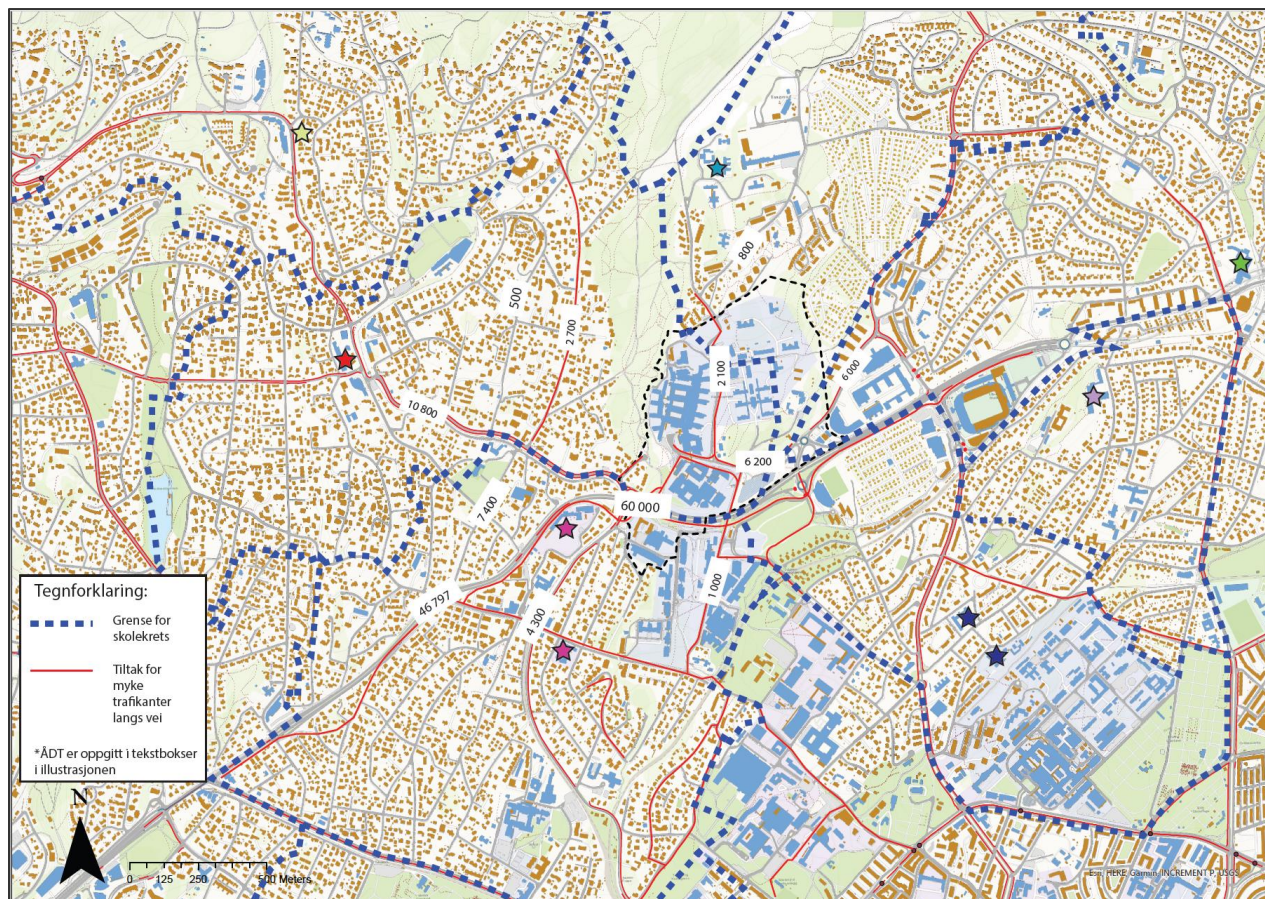 800
500
2 700
2 100
6 000
10 800
6 200
7 400
60 000
46 797
4 300
1 000
Tegnforklaring:
Grense for
skolekrets
Tiltak for
myke
trafikanter
langs vei
*ÅDT er oppgitt i tekstbokser
i illustrasjonen
N
0 125 250 500 Meters
Esri, HERE, Garmin, INCREMENT P, USGS